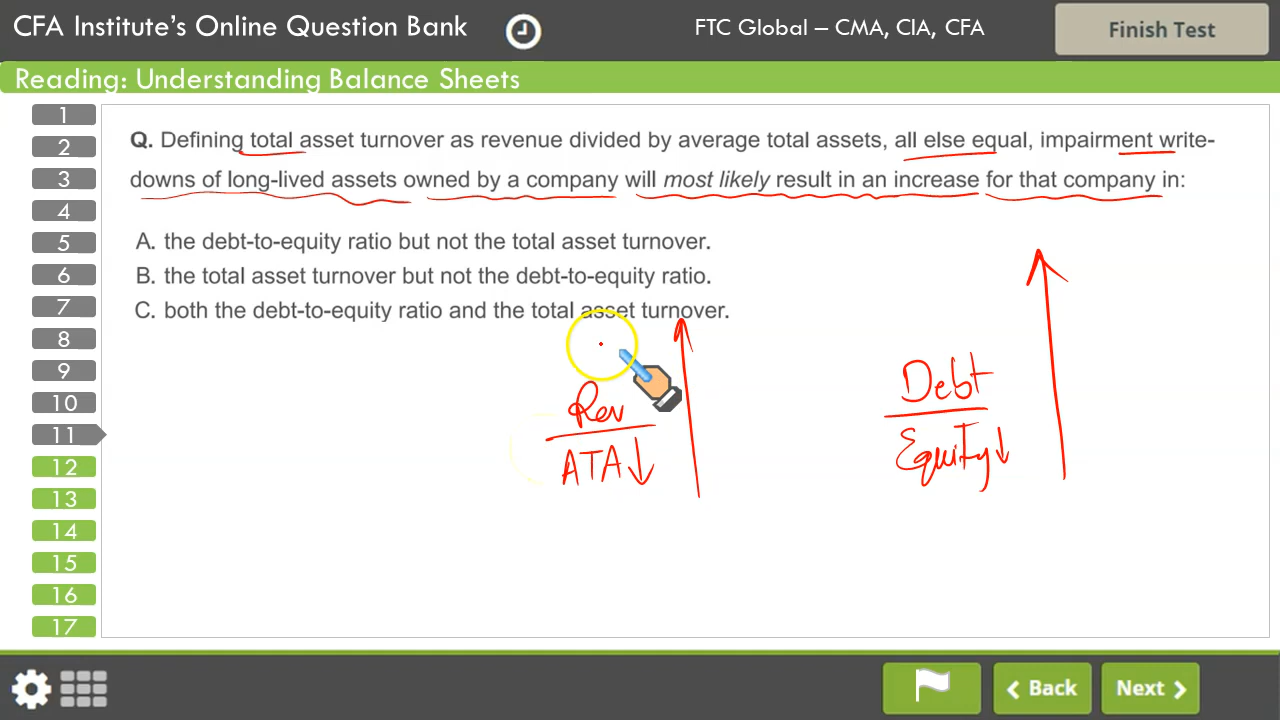 CFA Institute's Online Question Bank
FTC Global – CMA, CIA, CFA
Finish Test
Reading: Understanding Balance Sheets
1
2
3
4
5
6
7
8
9
10
11
12
13
14
15
16
17
Q. Defining total asset turnover as revenue divided by average total assets, all else equal, impairment write-
downs of long-lived assets owned by a company will most likely result in an increase for that company in:
A. the debt-to-equity ratio but not the total asset turnover.
B. the total asset turnover but not the debt-to-equity ratio.
C. both the debt-to-equity ratio and the total asset turnover.
Rev
ATA↓
Debt
Equity↓
Back
Next